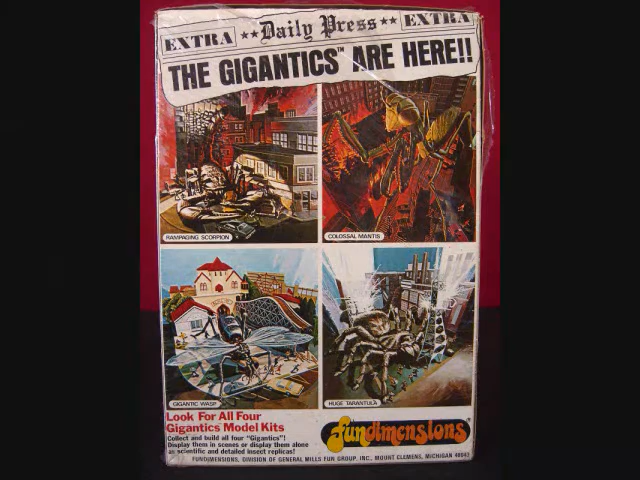 EXTRA ★★ Daily Press ★★ EXTRA
THE GIGANTICS™ ARE HERE!!
RAMPAGING SCORPION
COLOSSAL MANTIS
GIGANTIC WASP
HUGE TARANTULA
Look For All Four
Gigantics™ Model Kits
Collect and build all four "Gigantics"!
Display them in scenes or display them alone
as scientific and detailed insect replicas!
fundimensions
FUNDIMENSIONS, DIVISION OF GENERAL MILLS FUN GROUP, INC., MOUNT CLEMENS, MICHIGAN 48043